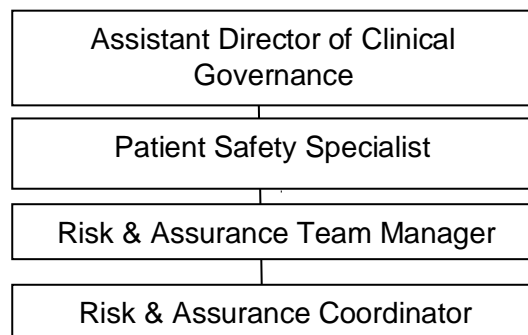 Assistant Director of Clinical
Governance
Patient Safety Specialist
Risk & Assurance Team Manager
Risk & Assurance Coordinator